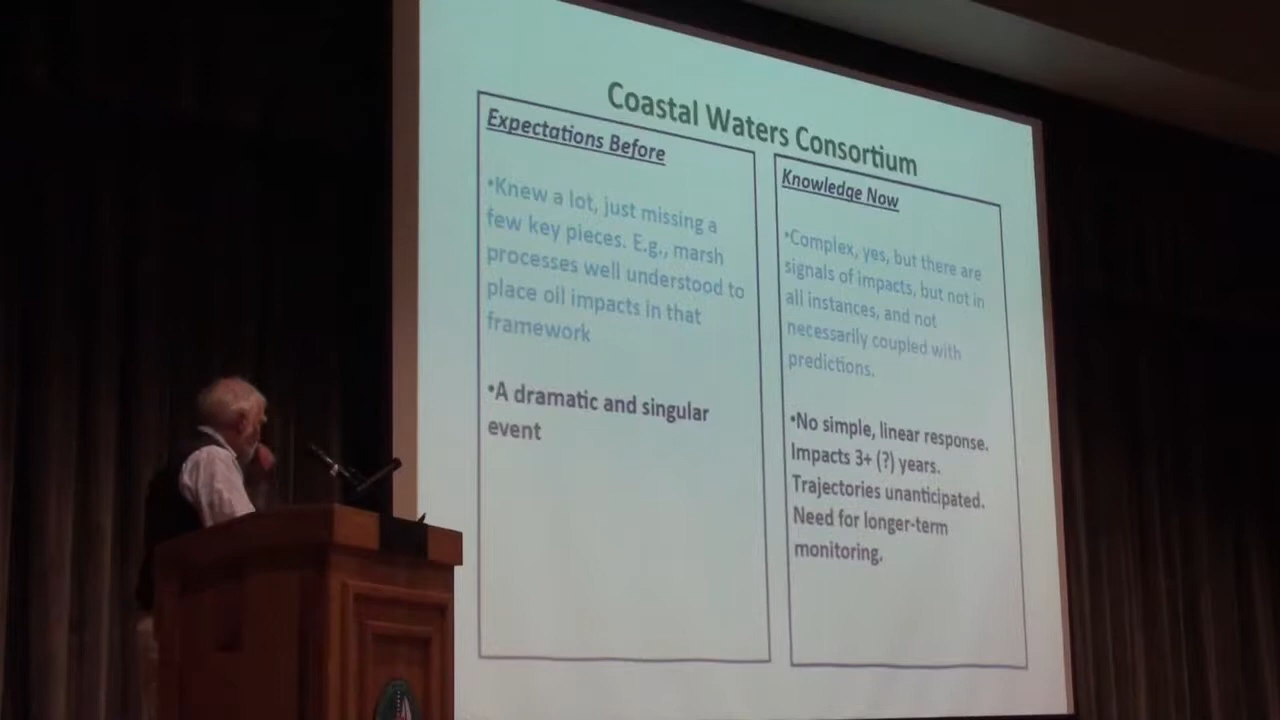 Coastal Waters Consortium
Expectations Before
•Knew a lot, just missing a
few key pieces. E.g., marsh
processes well understood to
place oil impacts in that
framework
•A dramatic and singular
event
Knowledge Now
•Complex, yes, but there are
signals of impacts, but not in
all instances, and not
necessarily coupled with
predictions.
•No simple, linear response.
Impacts 3+ (?) years.
Trajectories unanticipated.
Need for longer-term
monitoring.